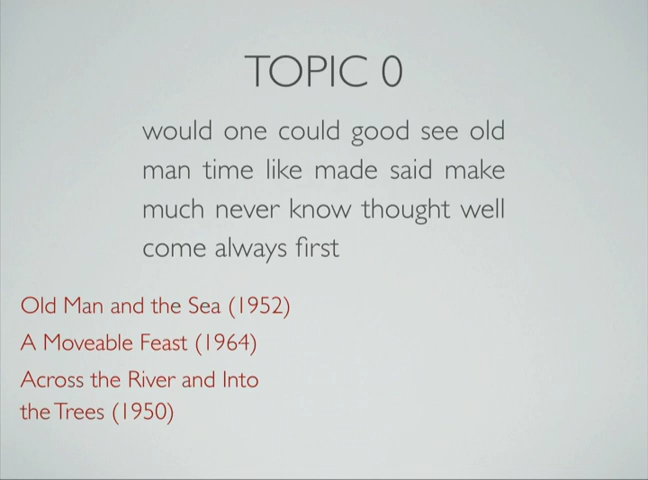 TOPIC 0
would one could good see old
man time like made said make
much never know thought well
come always first
Old Man and the Sea (1952)
A Moveable Feast (1964)
Across the River and Into
the Trees (1950)